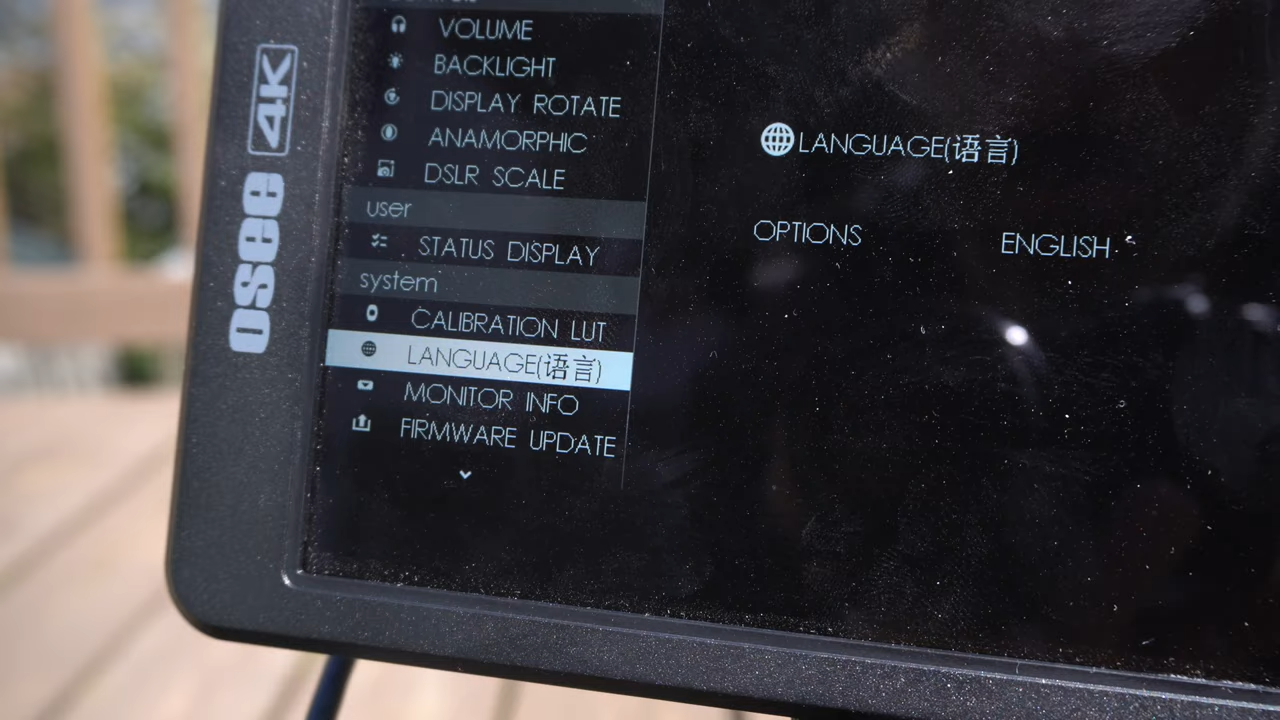 VOLUME
BACKLIGHT
DISPLAY ROTATE
ANAMORPHIC
DSLR SCALE
user
STATUS DISPLAY
system
CALIBRATION LUT
LANGUAGE(语言)
MONITOR INFO
FIRMWARE UPDATE
LANGUAGE(语言)
OPTIONS ENGLISH
osee 4K